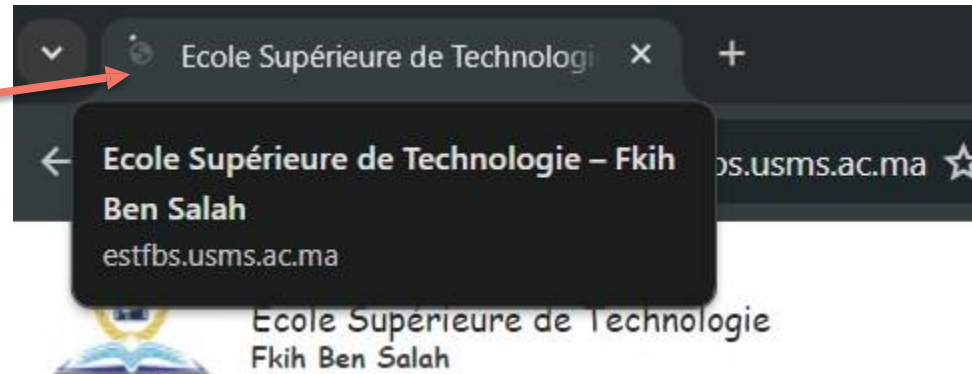 Ecole Supérieure de Technologi
Ecole Supérieure de Technologie – Fkih
Ben Salah
estfbs.usms.ac.ma
bs.usms.ac.ma
Ecole Supérieure de Technologie
Fkih Ben Salah